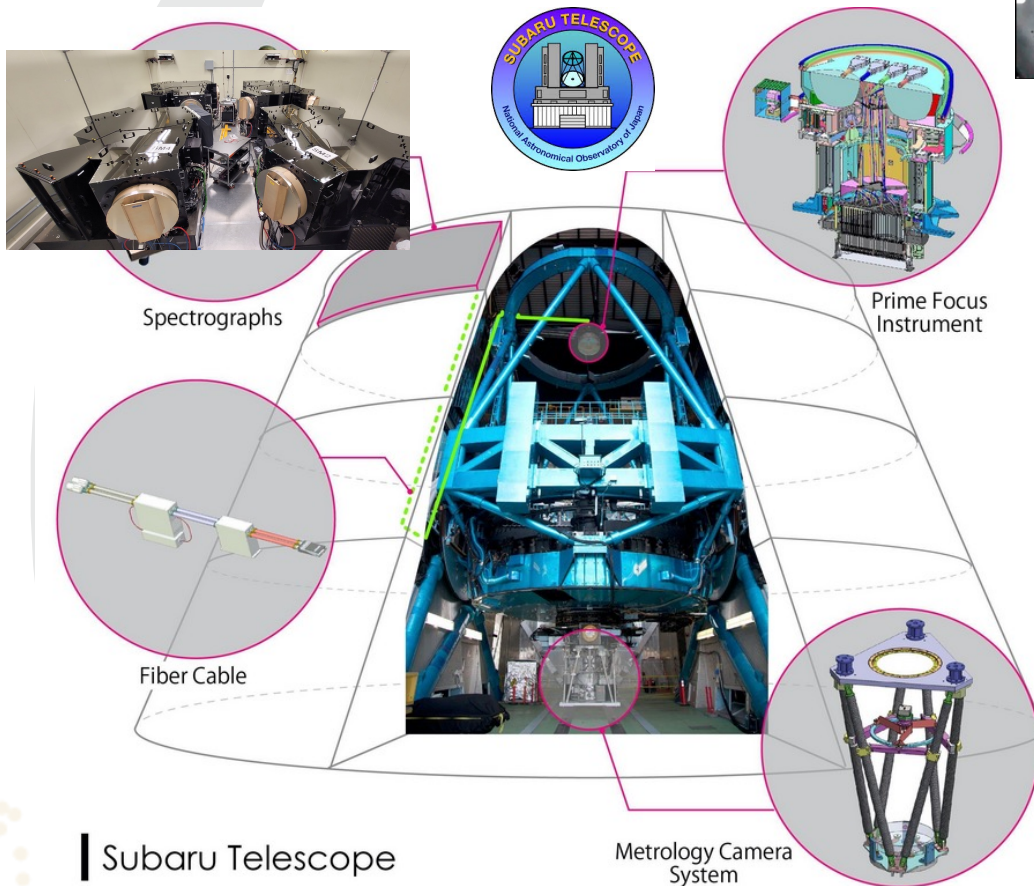 SUBARU TELESCOPE
National Astronomical Observatory of Japan
Spectrographs
Prime Focus
Instrument
Fiber Cable
Metrology Camera
System
Subaru Telescope